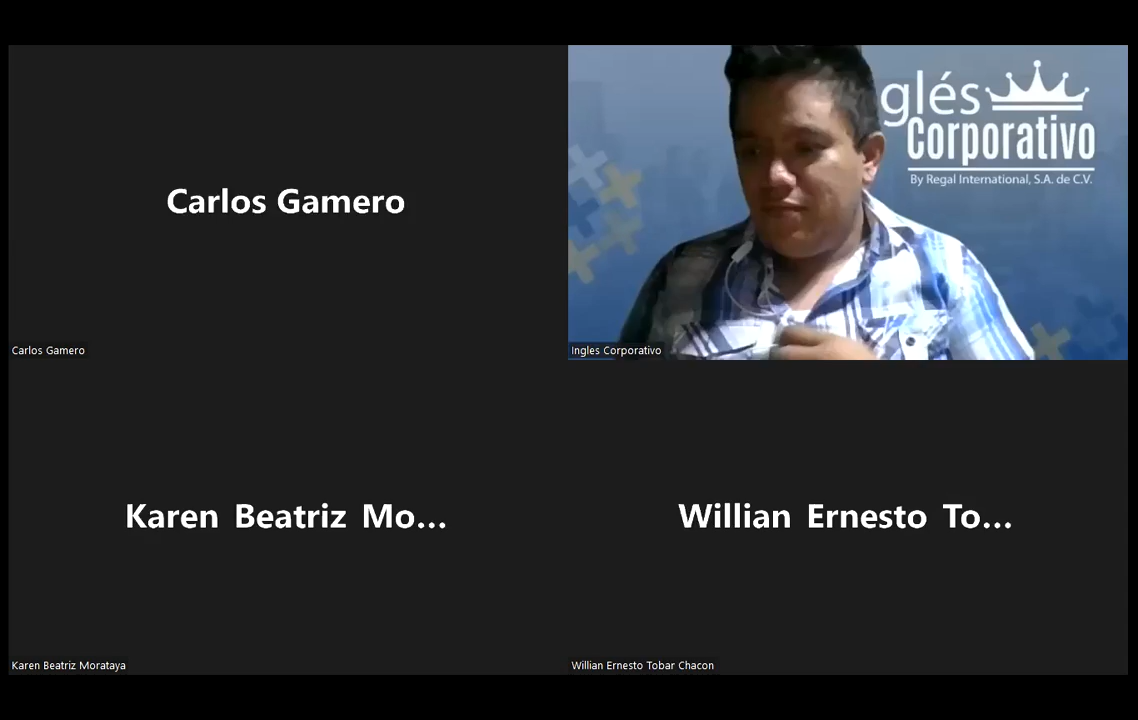 Carlos Gamero
Carlos Gamero
glés
Corporativo
By Regal International, S.A. de C.V.
Ingles Corporativo
Karen Beatriz Mo...
Karen Beatriz Morataya
Willian Ernesto To...
Willian Ernesto Tobar Chacon